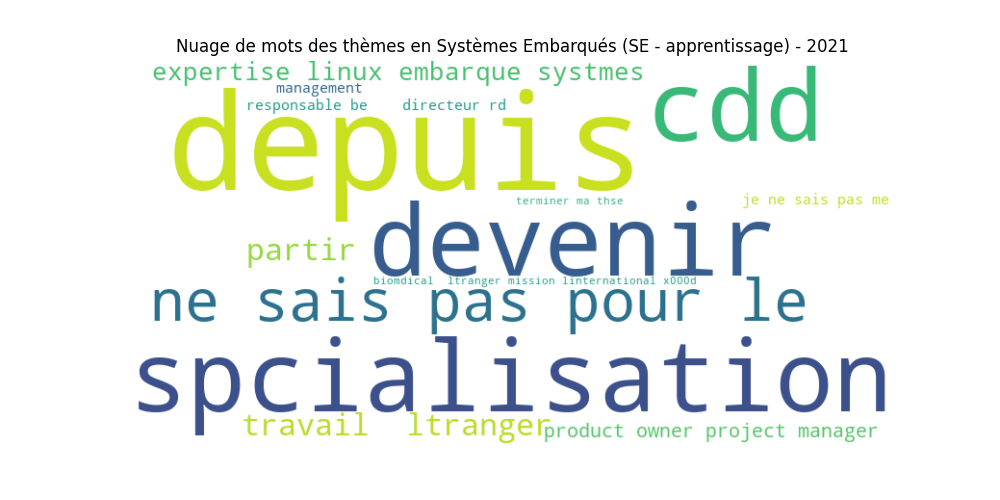 Nuage de mots des thèmes en Systèmes Embarqués (SE - apprentissage) - 2021
expertise linux embarque systmes
management
responsable be
directeur rd
cdd
depuis
terminer ma thse
je ne sais pas me
devenir
partir
biomdical ltranger mission linternational x000d
ne sais pas pour le
spcialisation
travail ltranger
product owner project manager